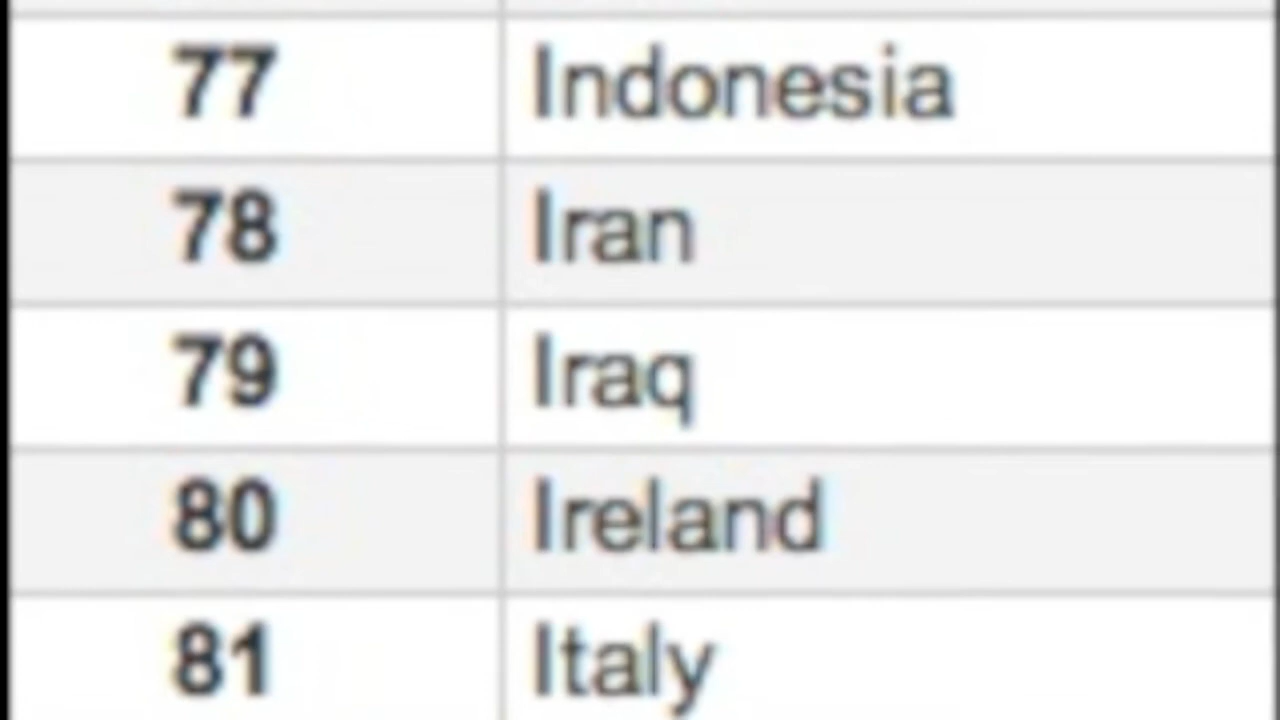 77 Indonesia
78 Iran
79 Iraq
80 Ireland
81 Italy